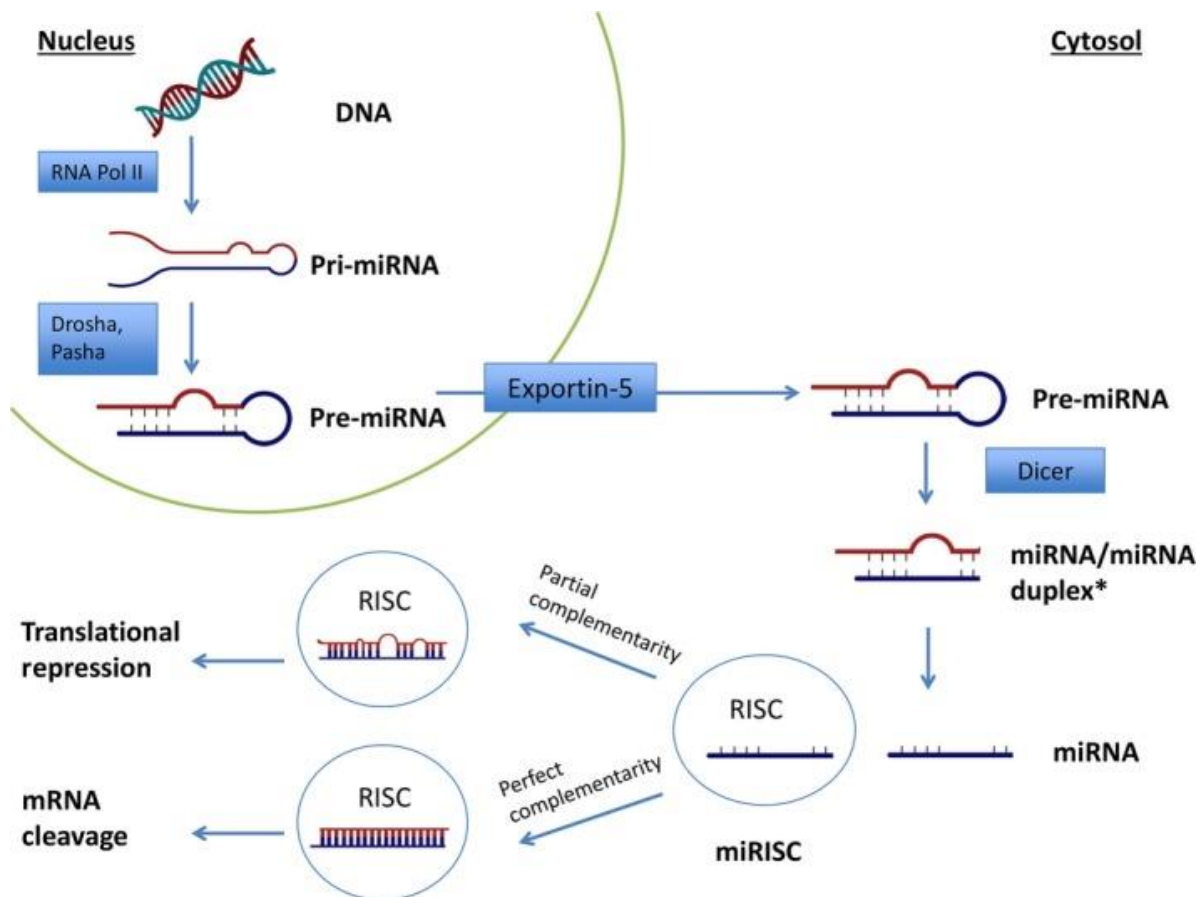 Nucleus
Cytosol
DNA
RNA Pol II
Pri-miRNA
Drosha,
Pasha
Pre-miRNA
Exportin-5
Pre-miRNA
Dicer
miRNA/miRNA
duplex*
miRNA
RISC
miRISC
Partial
complementarity
RISC
Translational
repression
Perfect
complementarity
RISC
mRNA
cleavage